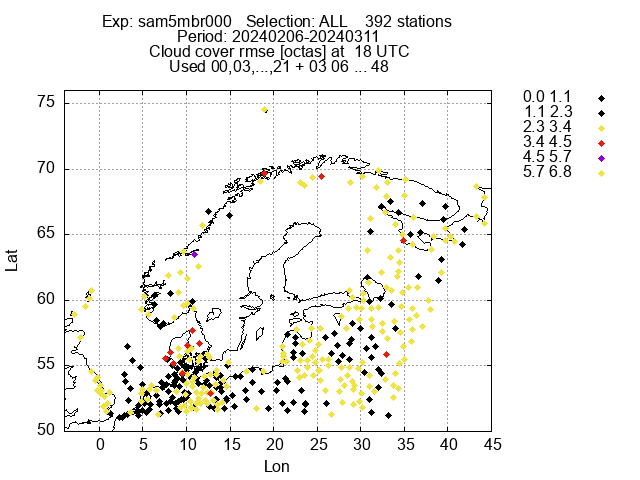 Exp: sam5mbr000 Selection: ALL 392 stations
Period: 20240206-20240311
Cloud cover rmse [octas] at 18 UTC
Used 00,03,...,21 + 03 06 ... 48
0.0 1.1
1.1 2.3
2.3 3.4
3.4 4.5
4.5 5.7
5.7 6.8
75
70
65
60
55
50
Lat
0 5 10 15 20 25 30 35 40 45
Lon